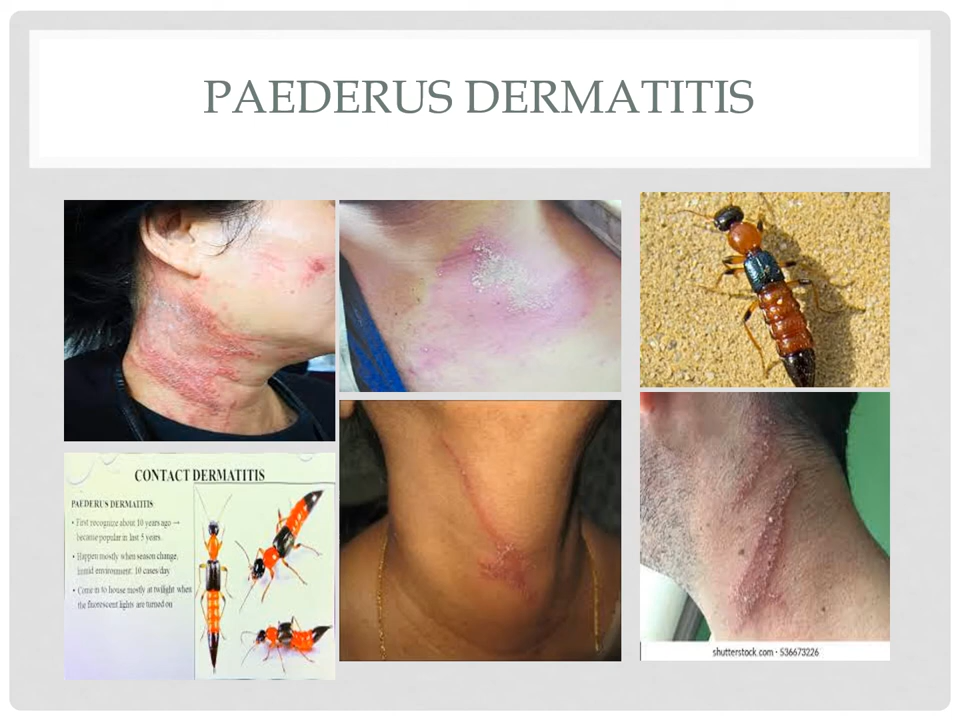 PAEDERUS DERMATITIS
CONTACT DERMATITIS
PAEDERUS DERMATITIS:
• First recognize about 10 years ago →
became popular in last 5 years.
• Happen mostly when season change,
humid environment: 10 cases/day
• Come in to house mostly at twilight when
the fluorescent lights are turned on
shutterstock.com • 536673226